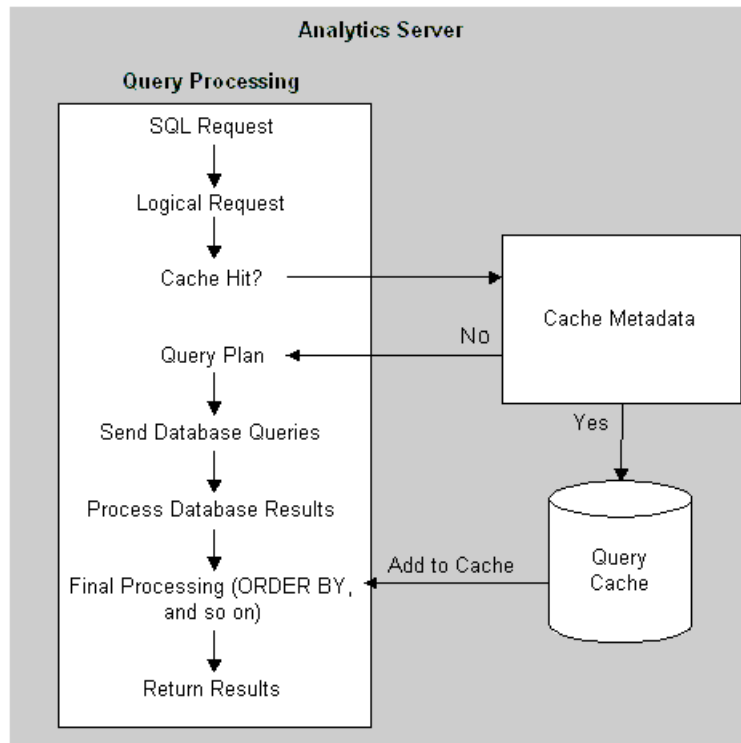 Analytics Server
Query Processing
SQL Request
Logical Request
Cache Hit?
Cache Metadata
No
Query Plan
Yes
Send Database Queries
Process Database Results
Query
Cache
Add to Cache
Final Processing (ORDER BY,
and so on)
Return Results